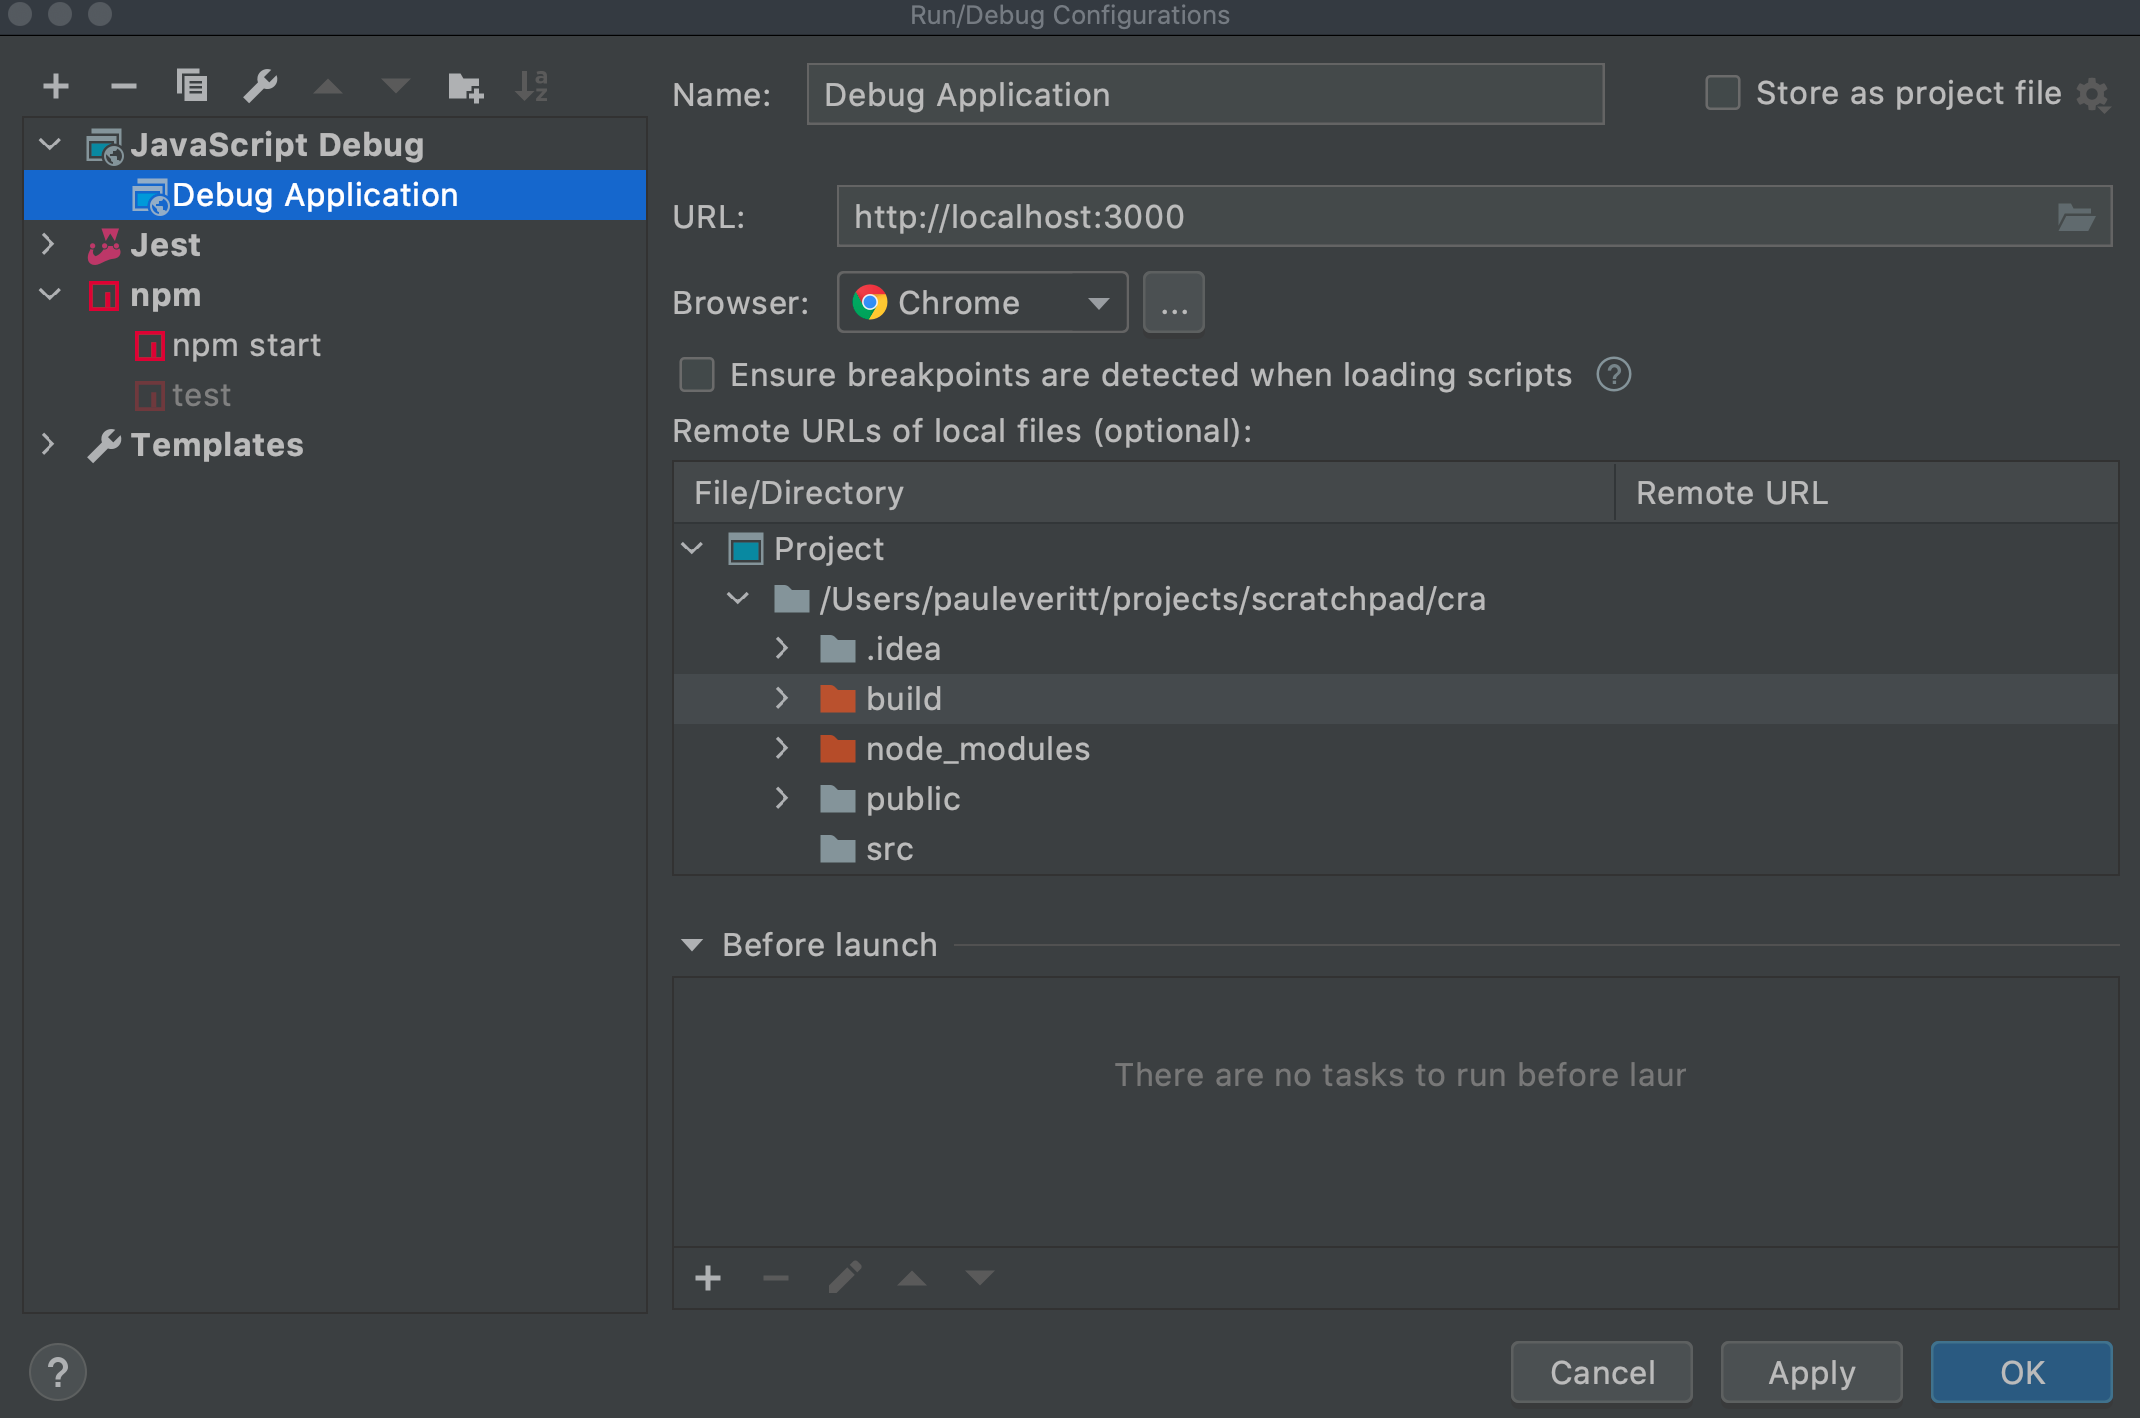 Run/Debug Configurations
Name: Debug Application Store as project file
JavaScript Debug
Debug Application
Jest
npm
npm start
test
Templates
URL: http://localhost:3000
Browser: Chrome ...
Ensure breakpoints are detected when loading scripts ?
Remote URLs of local files (optional):
File/Directory Remote URL
Project
/Users/pauleveritt/projects/scratchpad/cra
.idea
build
node_modules
public
src
Before launch
There are no tasks to run before laur
? Cancel Apply OK